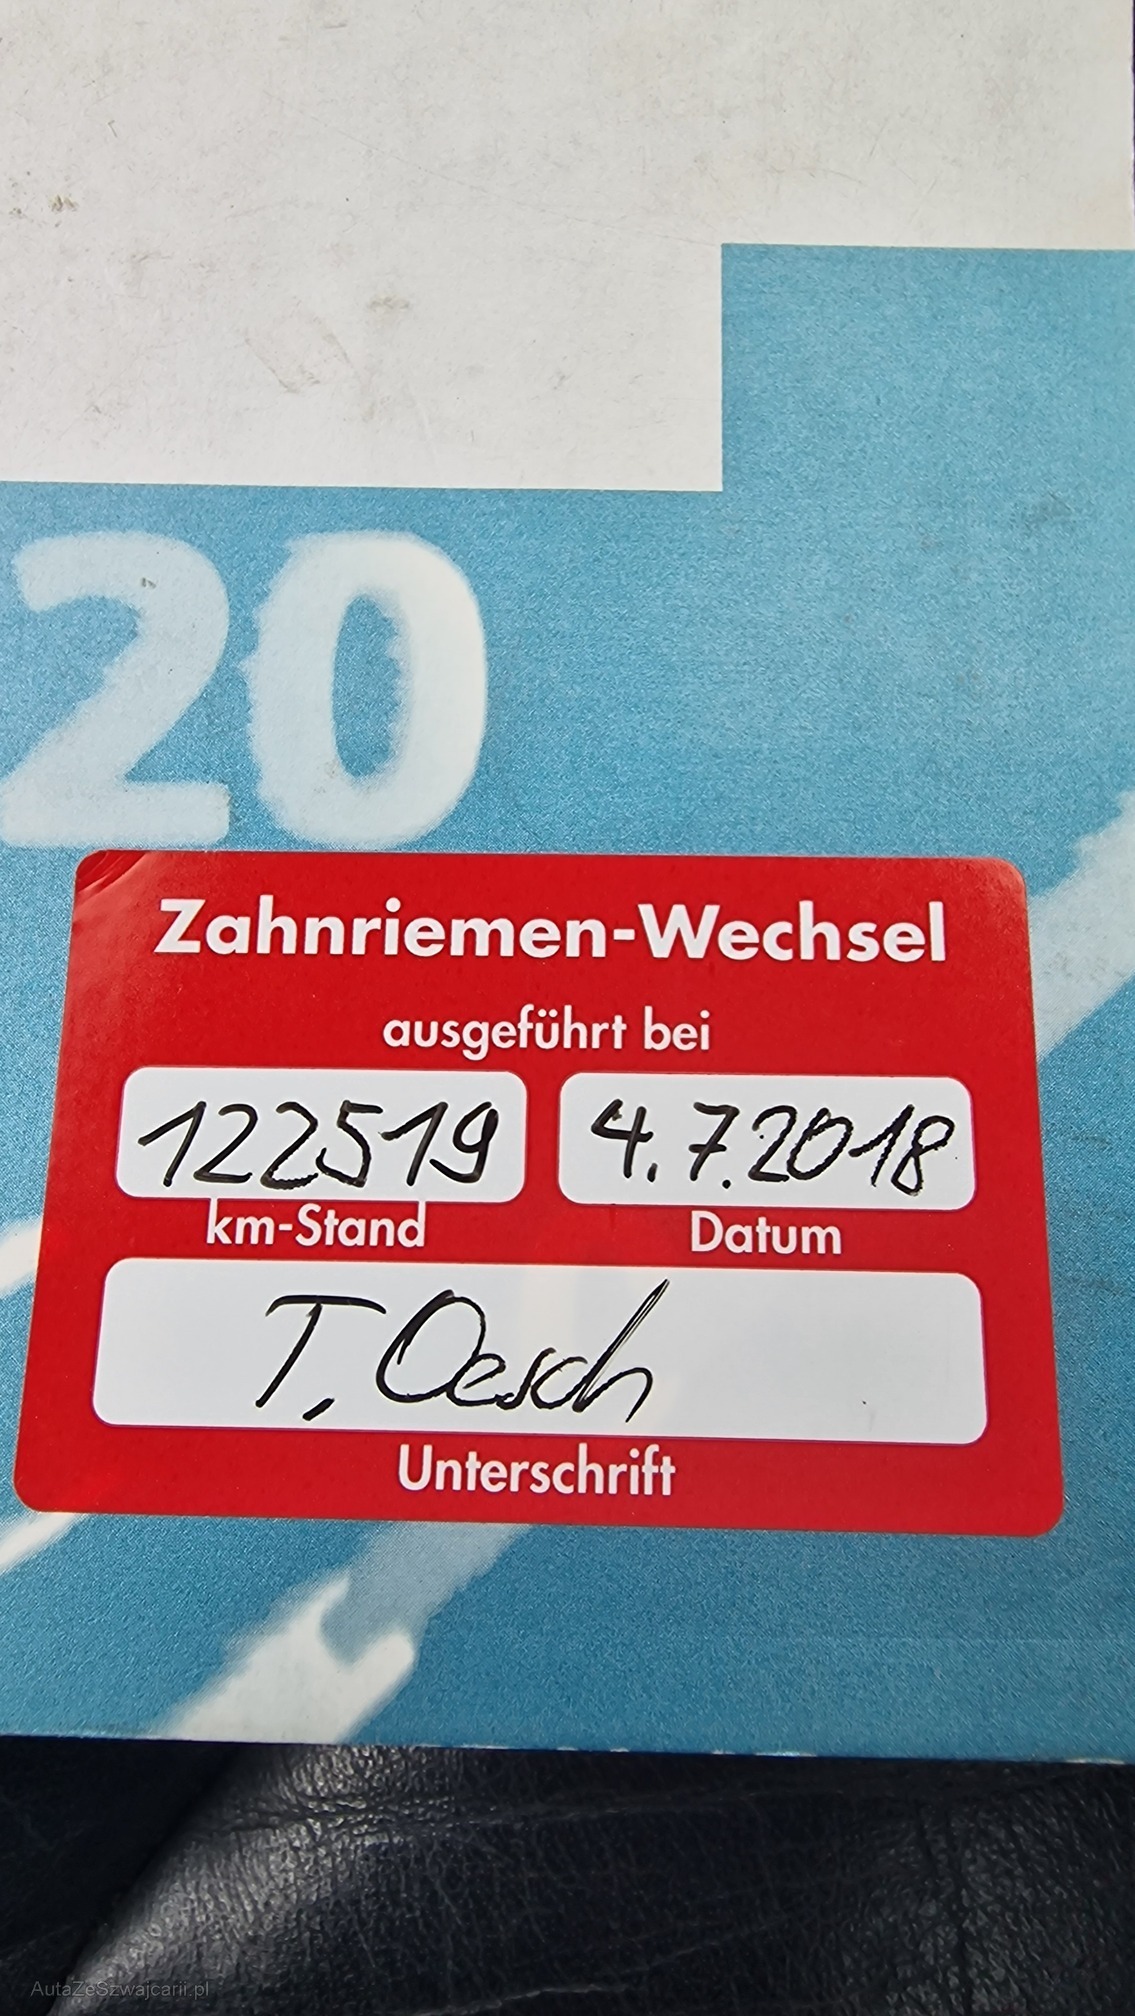 20
Zahnriemen-Wechsel
ausgeführt bei
122519 4.7.2018
km-Stand Datum
T. Oesch
Unterschrift
AutaZeSzwajcarii.pl